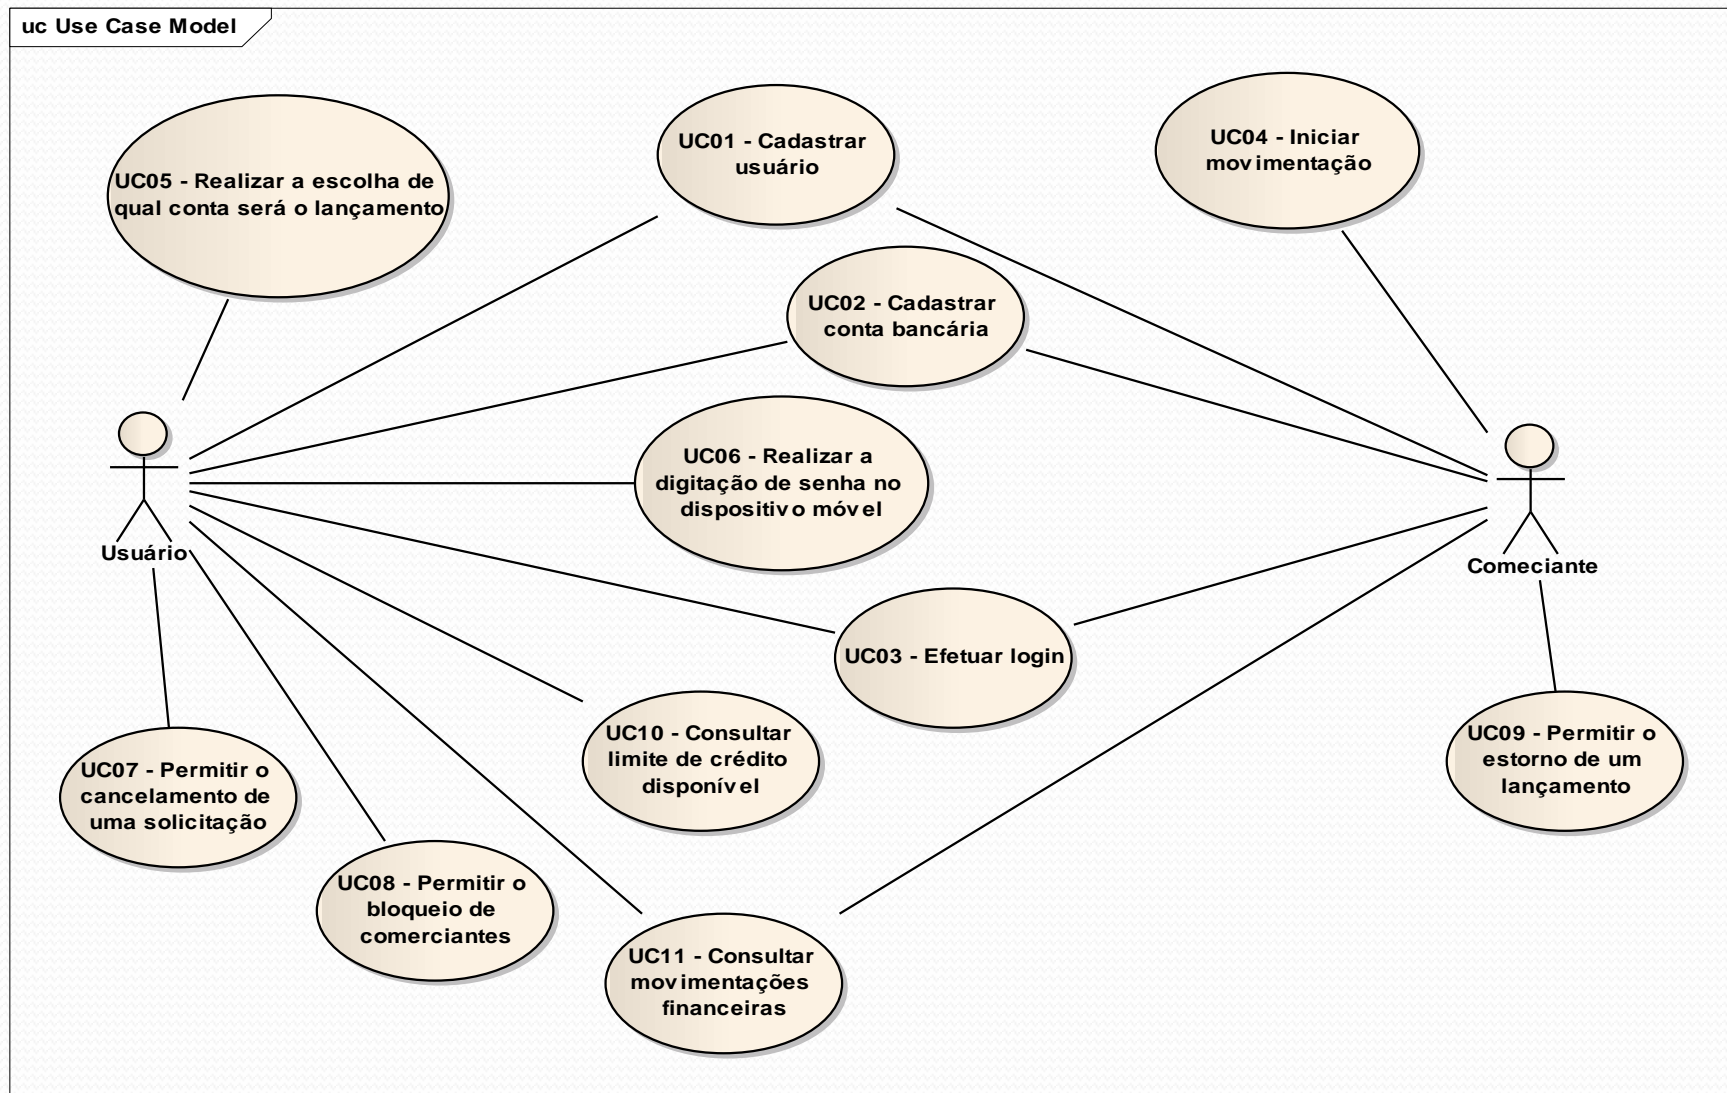 uc Use Case Model
UC05 - Realizar a escolha de
qual conta será o lançamento
UC01 - Cadastrar
usuário
UC04 - Iniciar
movimentação
UC02 - Cadastrar
conta bancária
UC06 - Realizar a
digitação de senha no
dispositivo móvel
Usuário
Comeciante
UC03 - Efetuar login
UC10 - Consultar
limite de crédito
disponível
UC09 - Permitir o
estorno de um
lançamento
UC07 - Permitir o
cancelamento de
uma solicitação
UC08 - Permitir o
bloqueio de
comerciantes
UC11 - Consultar
movimentações
financeiras